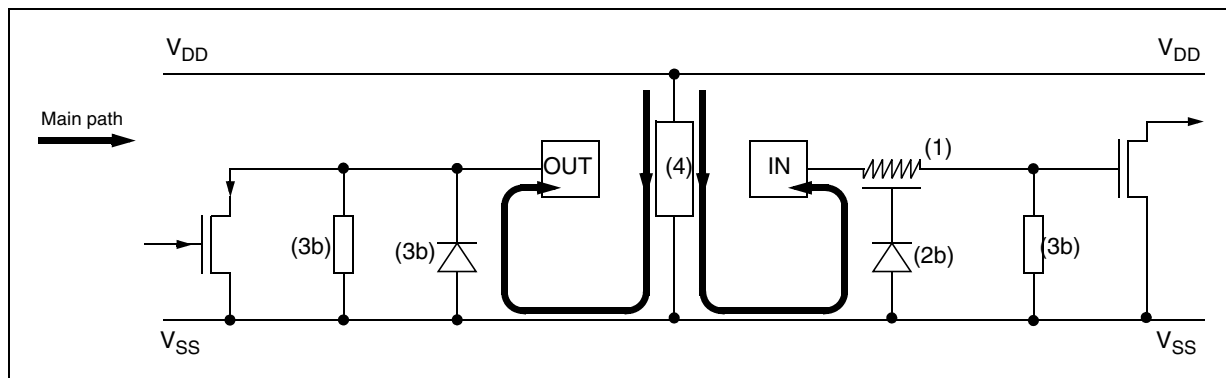 V_DD V_DD
Main path
OUT (4) IN (1)
(3b) (3b) (2b) (3b)
V_SS V_SS